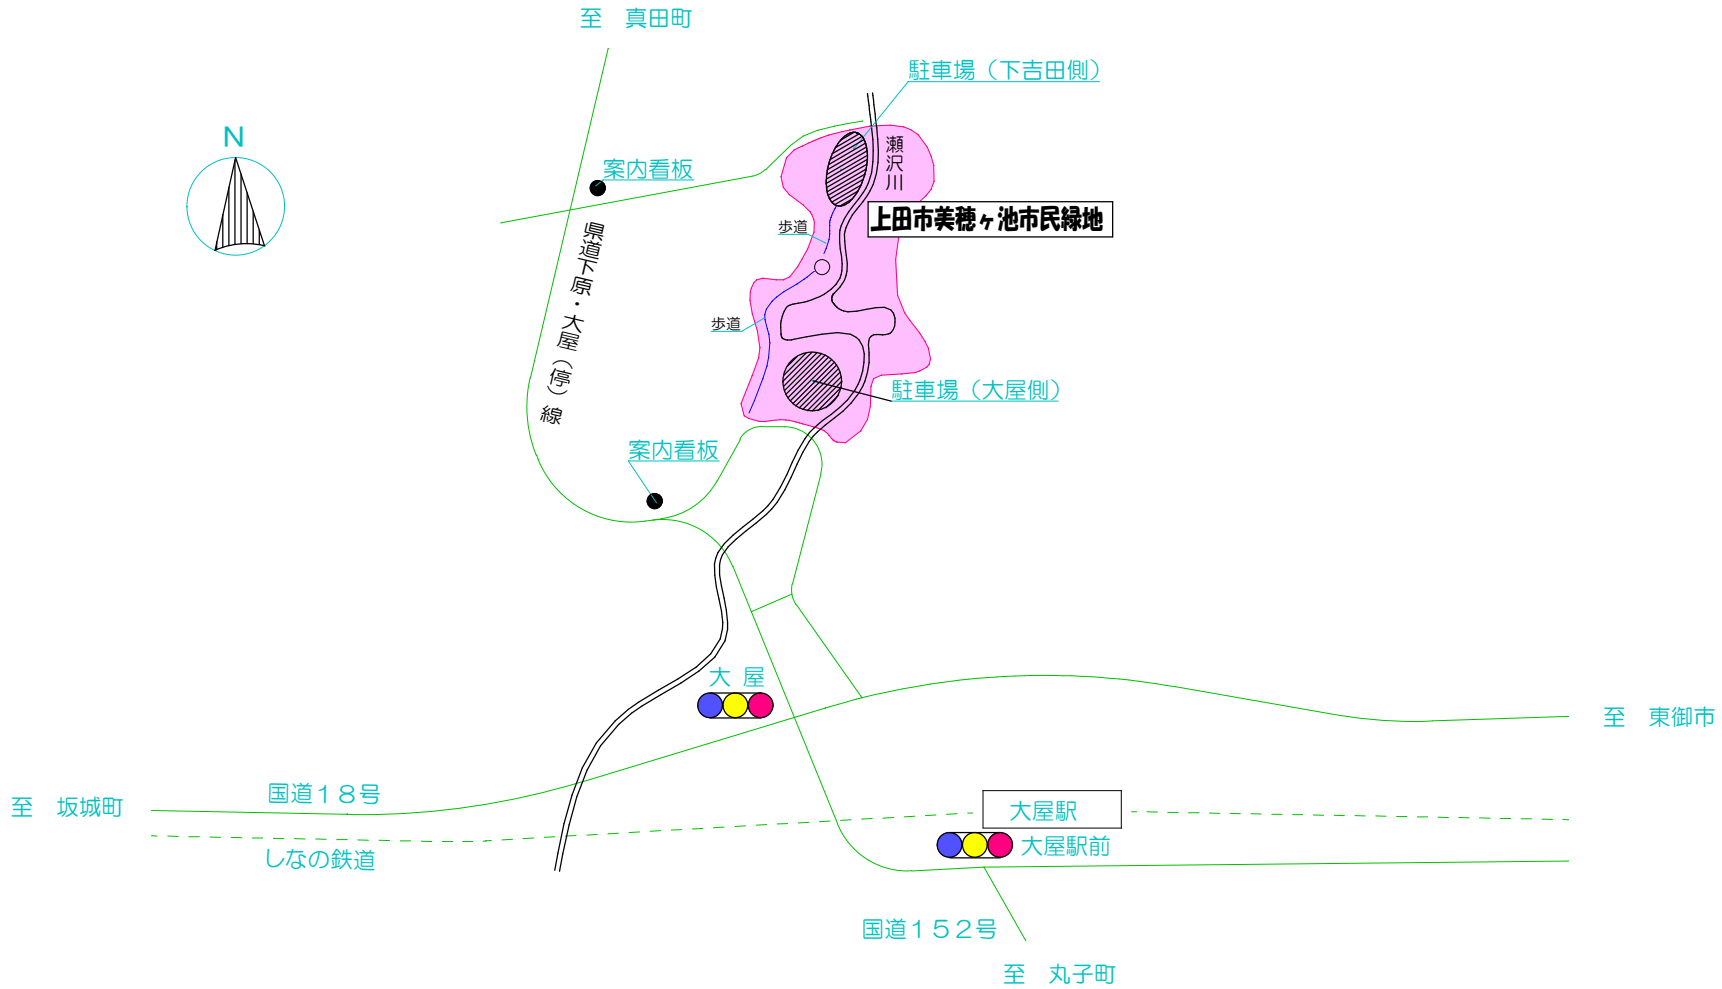 至　真田町
駐車場（下吉田側）
N
瀬沢川
案内看板
上田市美穂ヶ池市民緑地
歩道
県道下原・大屋（停）線
歩道
駐車場（大屋側）
案内看板
大屋
至　東御市
国道１８号
至　坂城町
大屋駅
大屋駅前
しなの鉄道
国道１５２号
至　丸子町